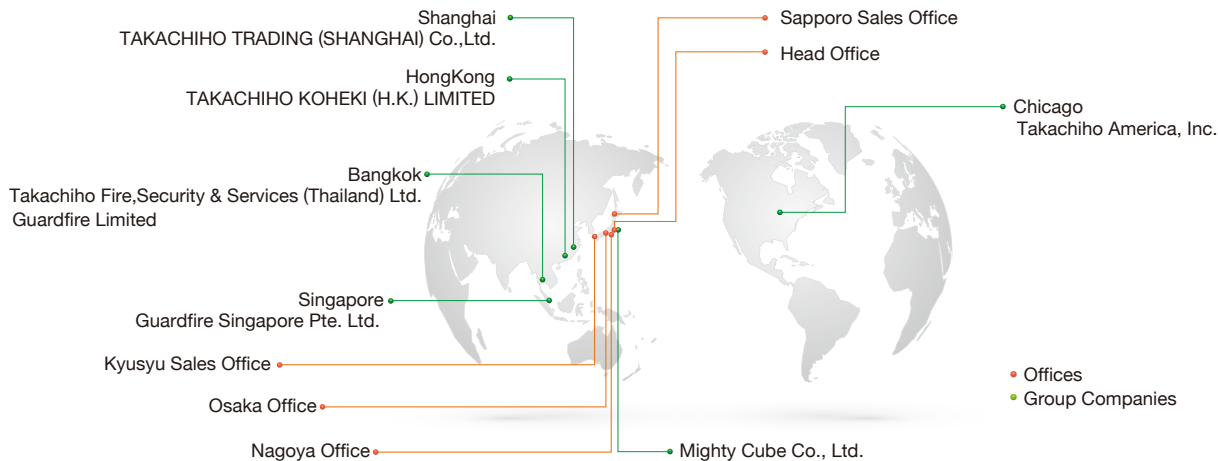 Shanghai
TAKACHIHO TRADING (SHANGHAI) Co.,Ltd.
HongKong
TAKACHIHO KOHEKI (H.K.) LIMITED
Bangkok
Takachiho Fire,Security & Services (Thailand) Ltd.
Guardfire Limited
Singapore
Guardfire Singapore Pte. Ltd.
Kyusyu Sales Office
Osaka Office
Nagoya Office
Sapporo Sales Office
Head Office
Chicago
Takachiho America, Inc.
Mighty Cube Co., Ltd.
Offices
Group Companies